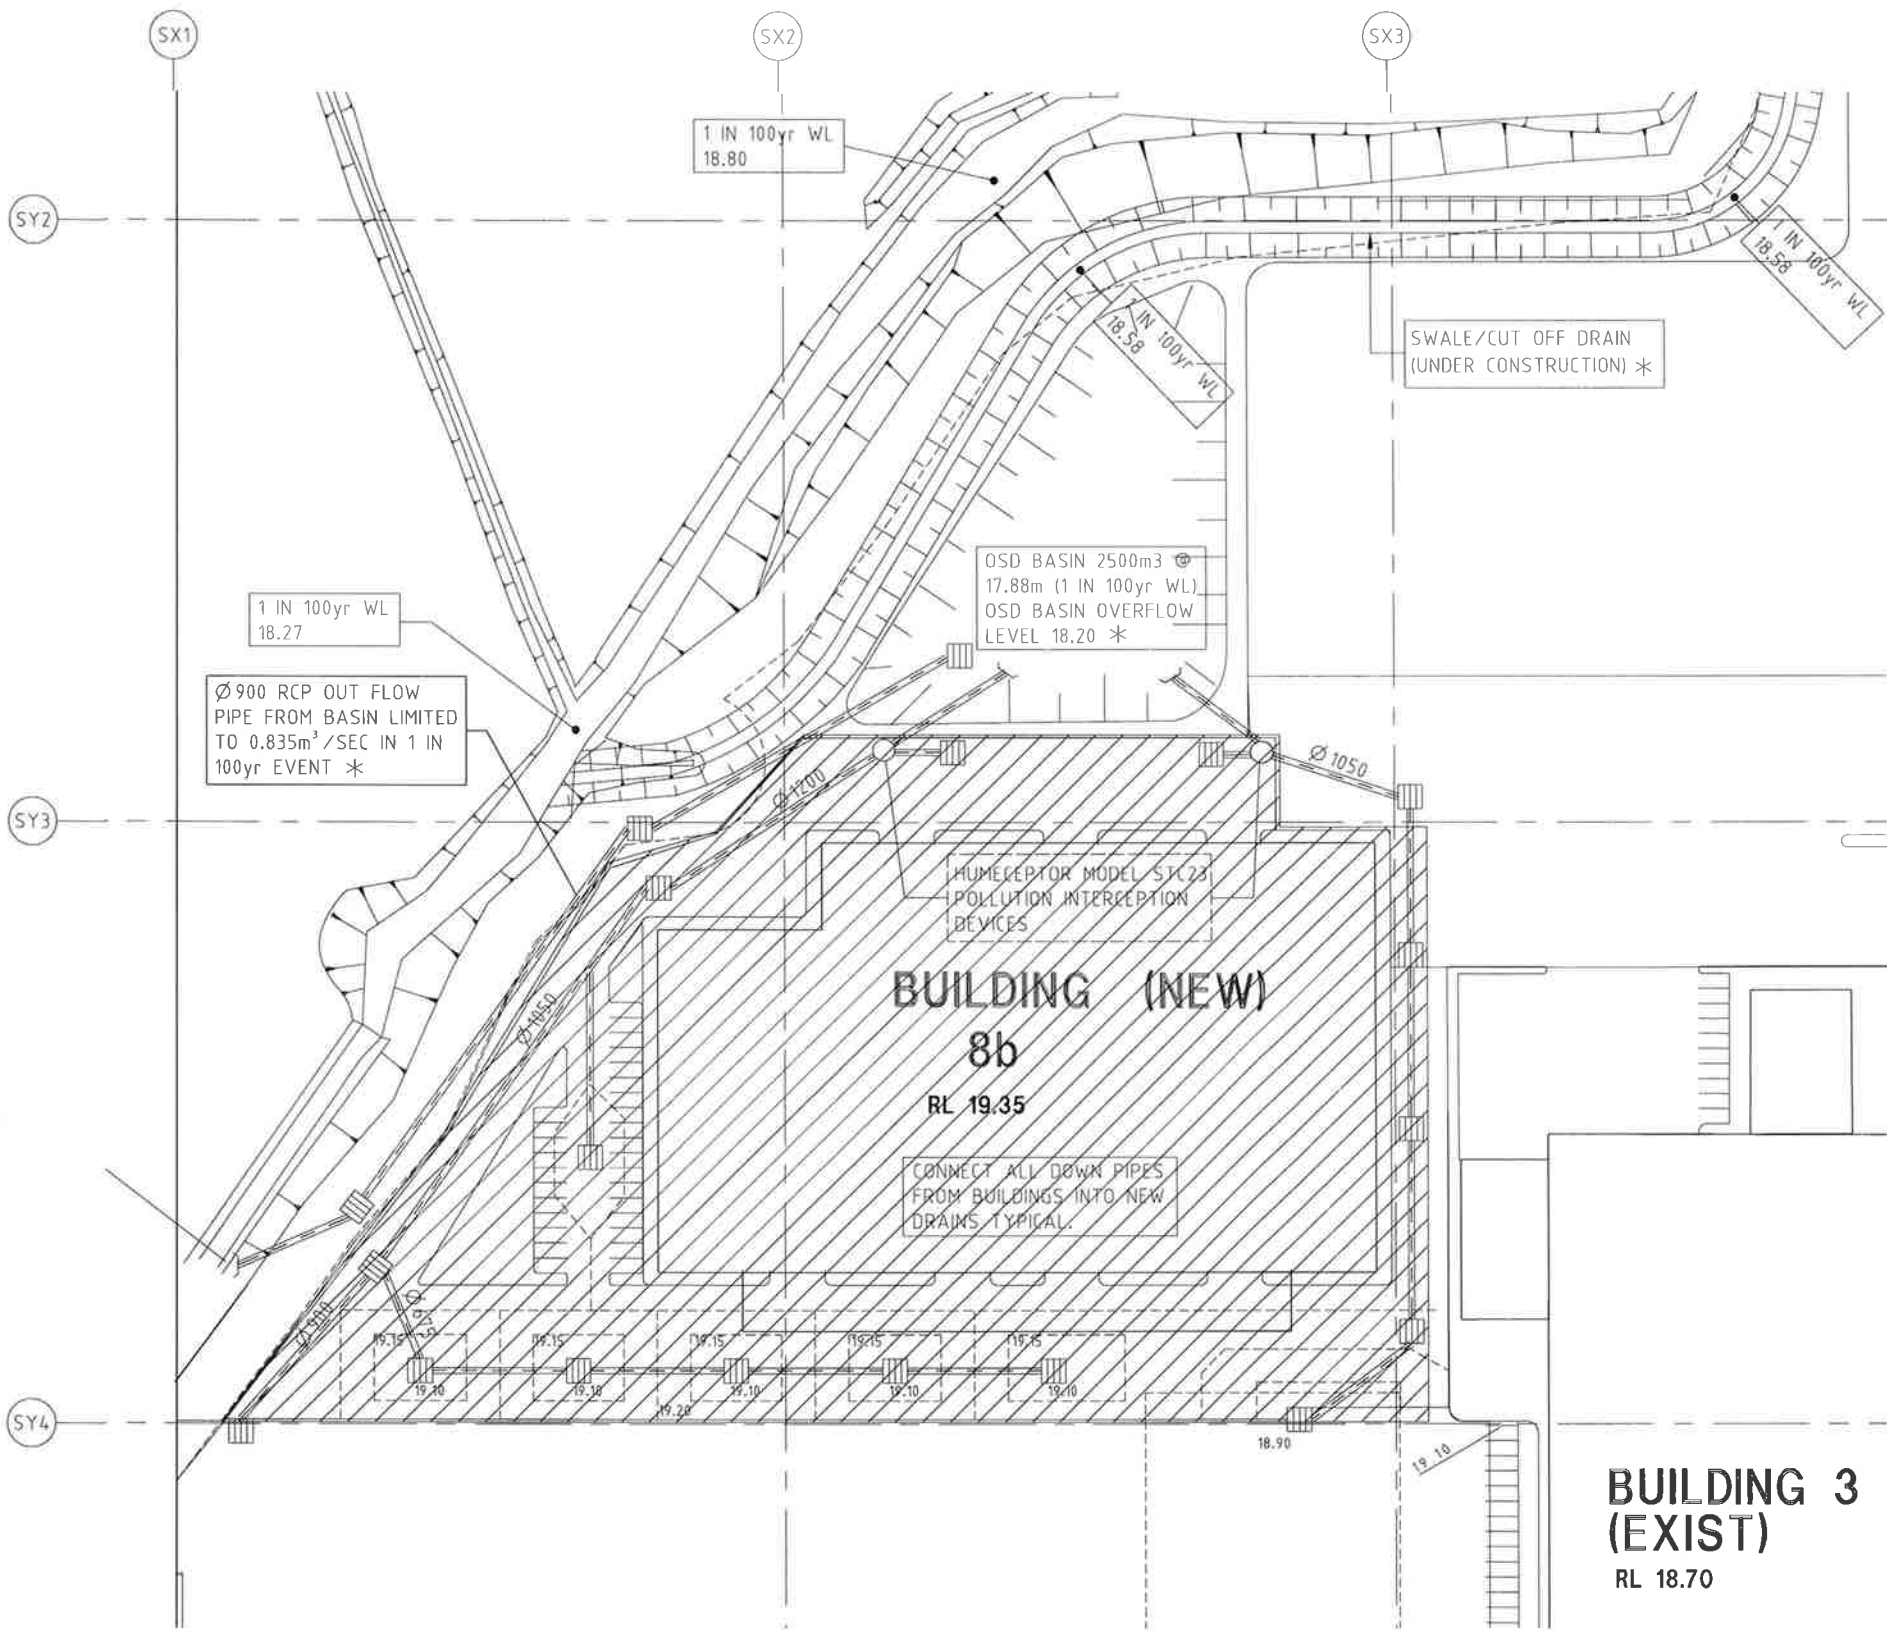 SX1
SX2
SX3
1 IN 100yr WL
18.80
SY2
1 IN 100yr WL
18.58
1 IN 100yr WL
18.58
SWALE/CUT OFF DRAIN
(UNDER CONSTRUCTION) *
OSD BASIN 2500m3 @
17.88m (1 IN 100yr WL)
OSD BASIN OVERFLOW
LEVEL 18.20 *
1 IN 100yr WL
18.27
Ø900 RCP OUT FLOW
PIPE FROM BASIN LIMITED
TO 0.835m³/SEC IN 1 IN
100yr EVENT *
Ø1200
Ø1050
SY3
HUMECEPTOR MODEL STC23
POLLUTION INTERCEPTION
DEVICES
BUILDING (NEW)
8b
RL 19.35
Ø1050
CONNECT ALL DOWN PIPES
FROM BUILDINGS INTO NEW
DRAINS TYPICAL.
Ø900
Ø675
19.15
19.15
19.15
19.15
19.15
19.10
19.10
19.10
19.10
19.10
19.20
SY4
18.90
19.10
BUILDING 3
(EXIST)
RL 18.70